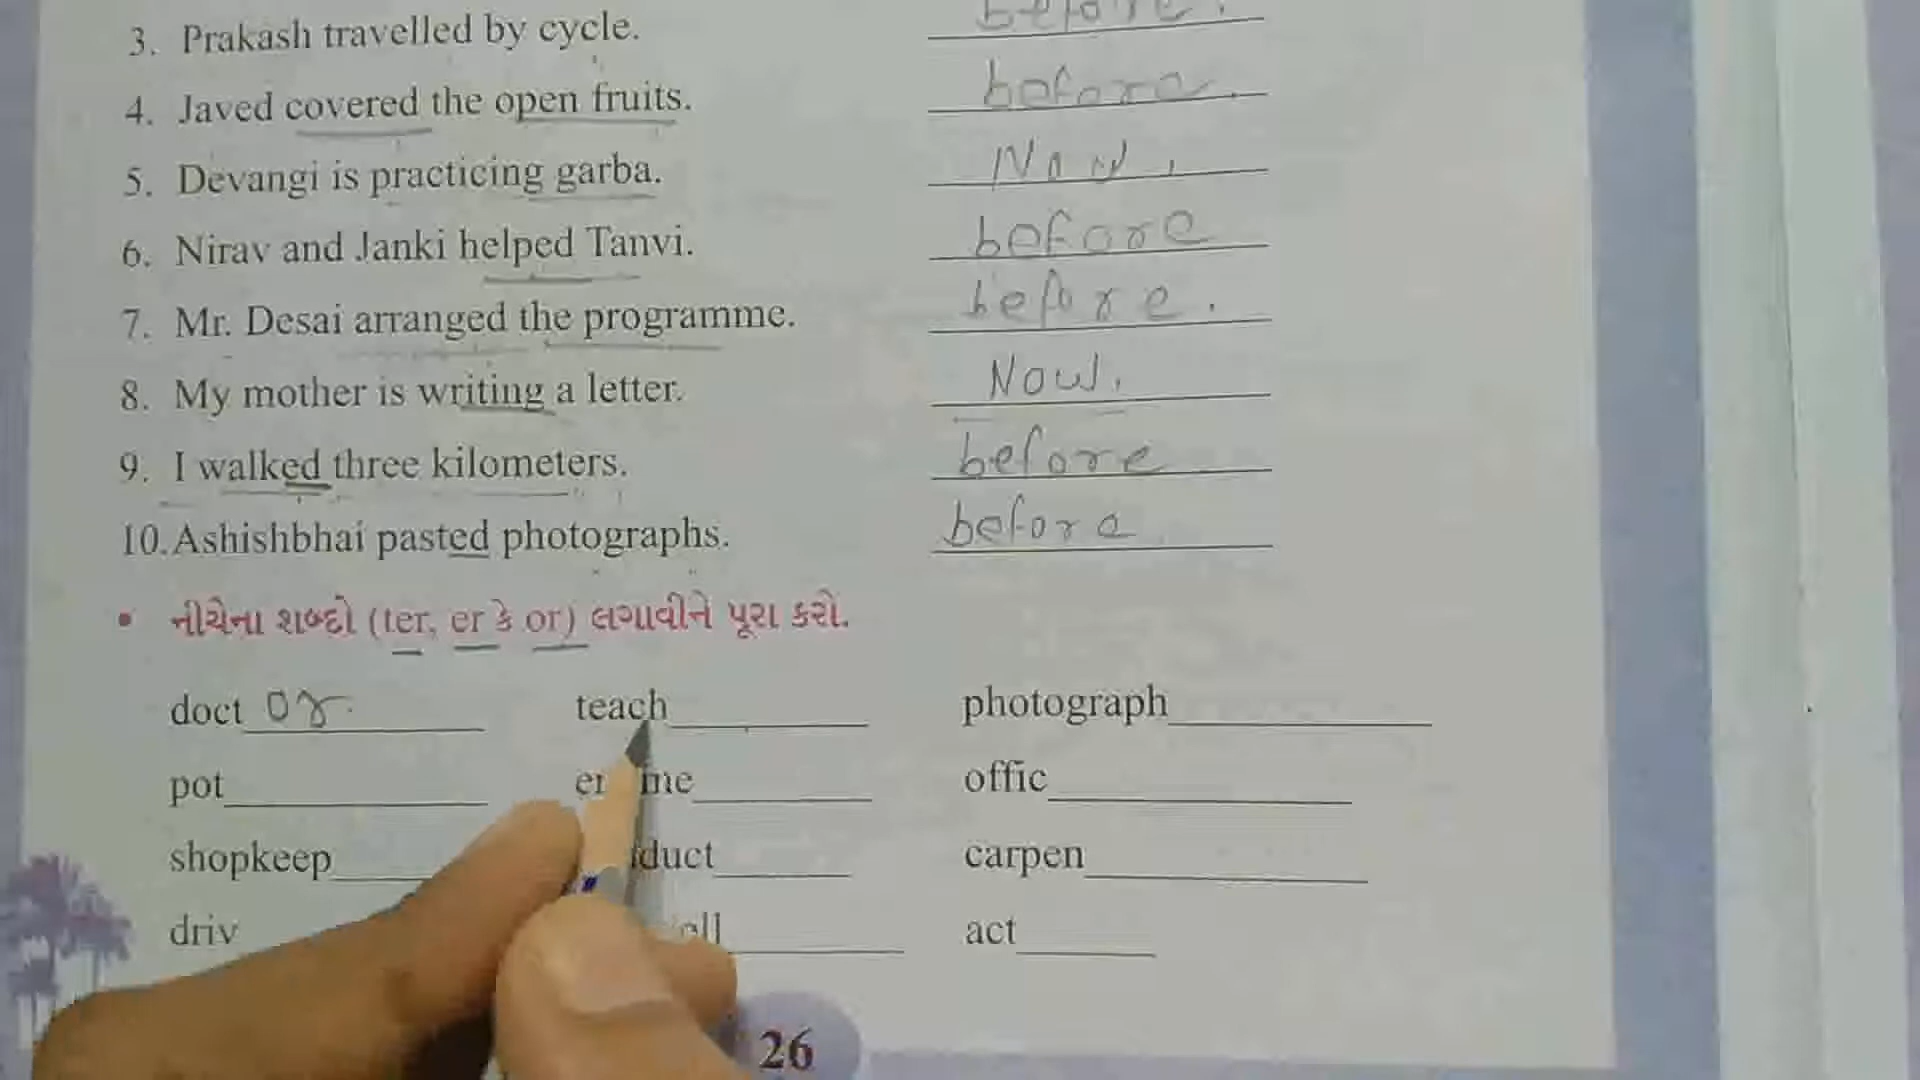 before.
3. Prakash travelled by cycle.
4. Javed covered the open fruits. before.
5. Devangi is practicing garba. Now.
6. Nirav and Janki helped Tanvi. before
7. Mr. Desai arranged the programme. before.
8. My mother is writing a letter. Now.
9. I walked three kilometers. before
10. Ashishbhai pasted photographs. before
• નીચેના શબ્દો (ter, er કે or) લગાવીને પૂરા કરો.
doct or. teach photograph
pot me offic
shopkeep duct carpen
driv act
26